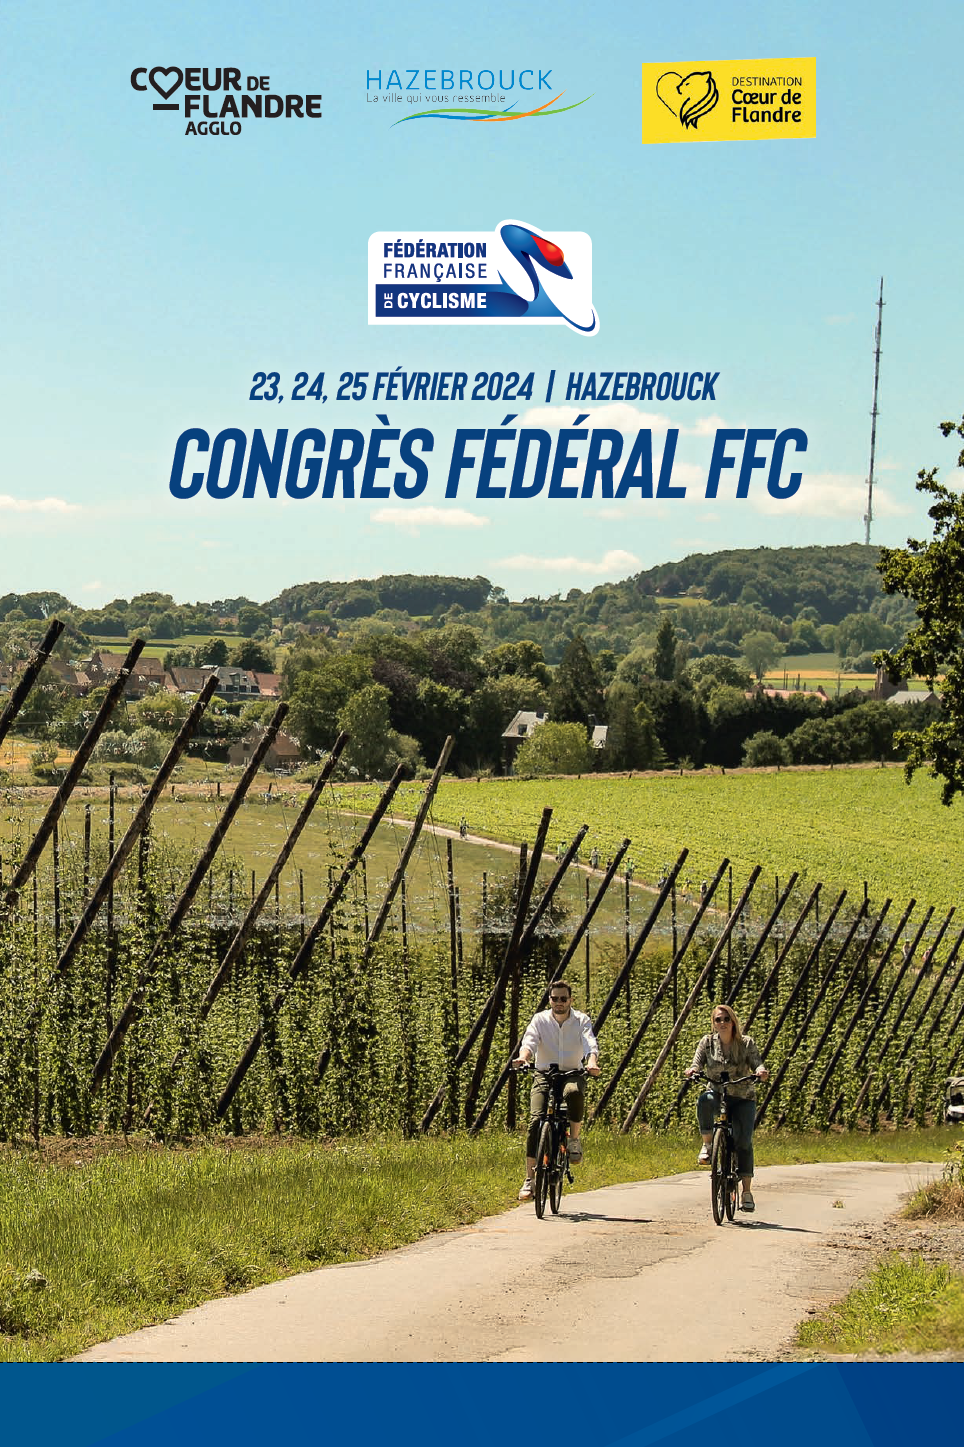 CŒUR DE
FLANDRE
AGGLO
HAZEBROUCK
La ville qui vous ressemble
DESTINATION
Cœur de
Flandre
FÉDÉRATION
FRANÇAISE
DE CYCLISME
23, 24, 25 FÉVRIER 2024 | HAZEBROUCK
CONGRÈS FÉDÉRAL FFC